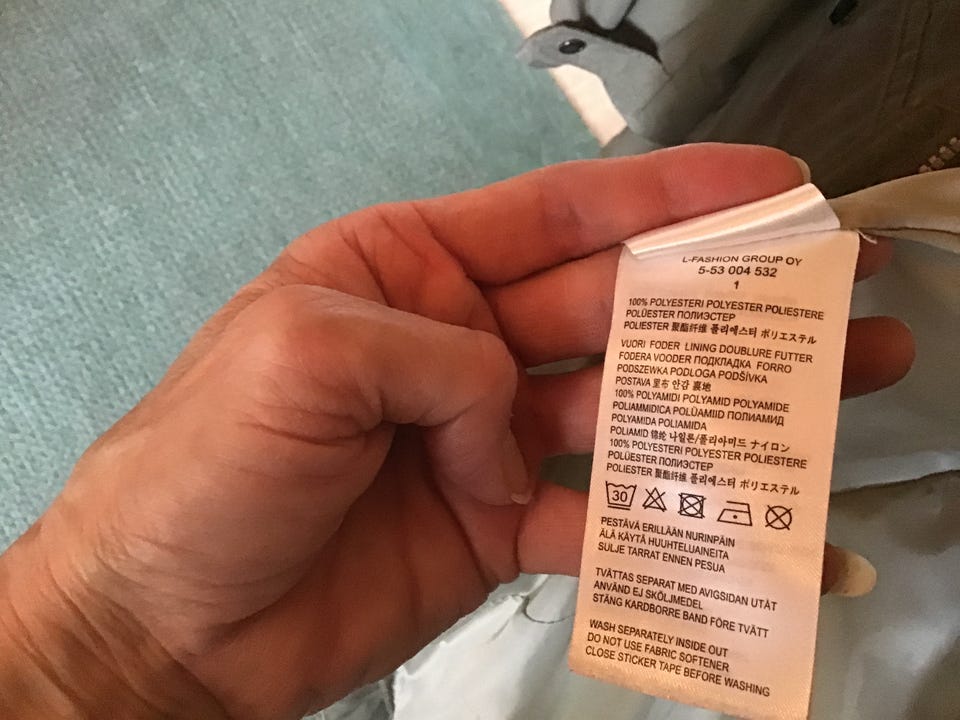 L-FASHION GROUP OY
5-53 004 532
1
100% POLYESTERI POLYESTER POLIESTERE
POLÜESTER ПОЛИЭСТЕР
POLIESTER 聚酯纤维 폴리에스터 ポリエステル
VUORI FODER LINING DOUBLURE FUTTER
FODERA VOODER ПОДКЛАДКА FORRO
PODSZEWKA PODLOGA PODŠÍVKA
POSTAVA 里布 안감 裏地
100% POLYAMIDI POLYAMID POLYAMIDE
POLIAMMIDICA POLÜAMIID ПОЛИАМИД
POLYAMIDA POLIAMIDA
POLIAMID 锦纶 나일론/폴리아미드 ナイロン
100% POLYESTERI POLYESTER POLIESTERE
POLÜESTER ПОЛИЭСТЕР
POLIESTER 聚酯纤维 폴리에스터 ポリエステル
30
PESTÄVÄ ERILLÄÄN NURINPÄIN
ÄLÄ KÄYTÄ HUUHTELUAINEITA
SULJE TARRAT ENNEN PESUA
TVÄTTAS SEPARAT MED AVIGSIDAN UTÅT
ANVÄND EJ SKÖLJMEDEL
STÄNG KARDBORRE BAND FÖRE TVÄTT
WASH SEPARATELY INSIDE OUT
DO NOT USE FABRIC SOFTENER
CLOSE STICKER TAPE BEFORE WASHING